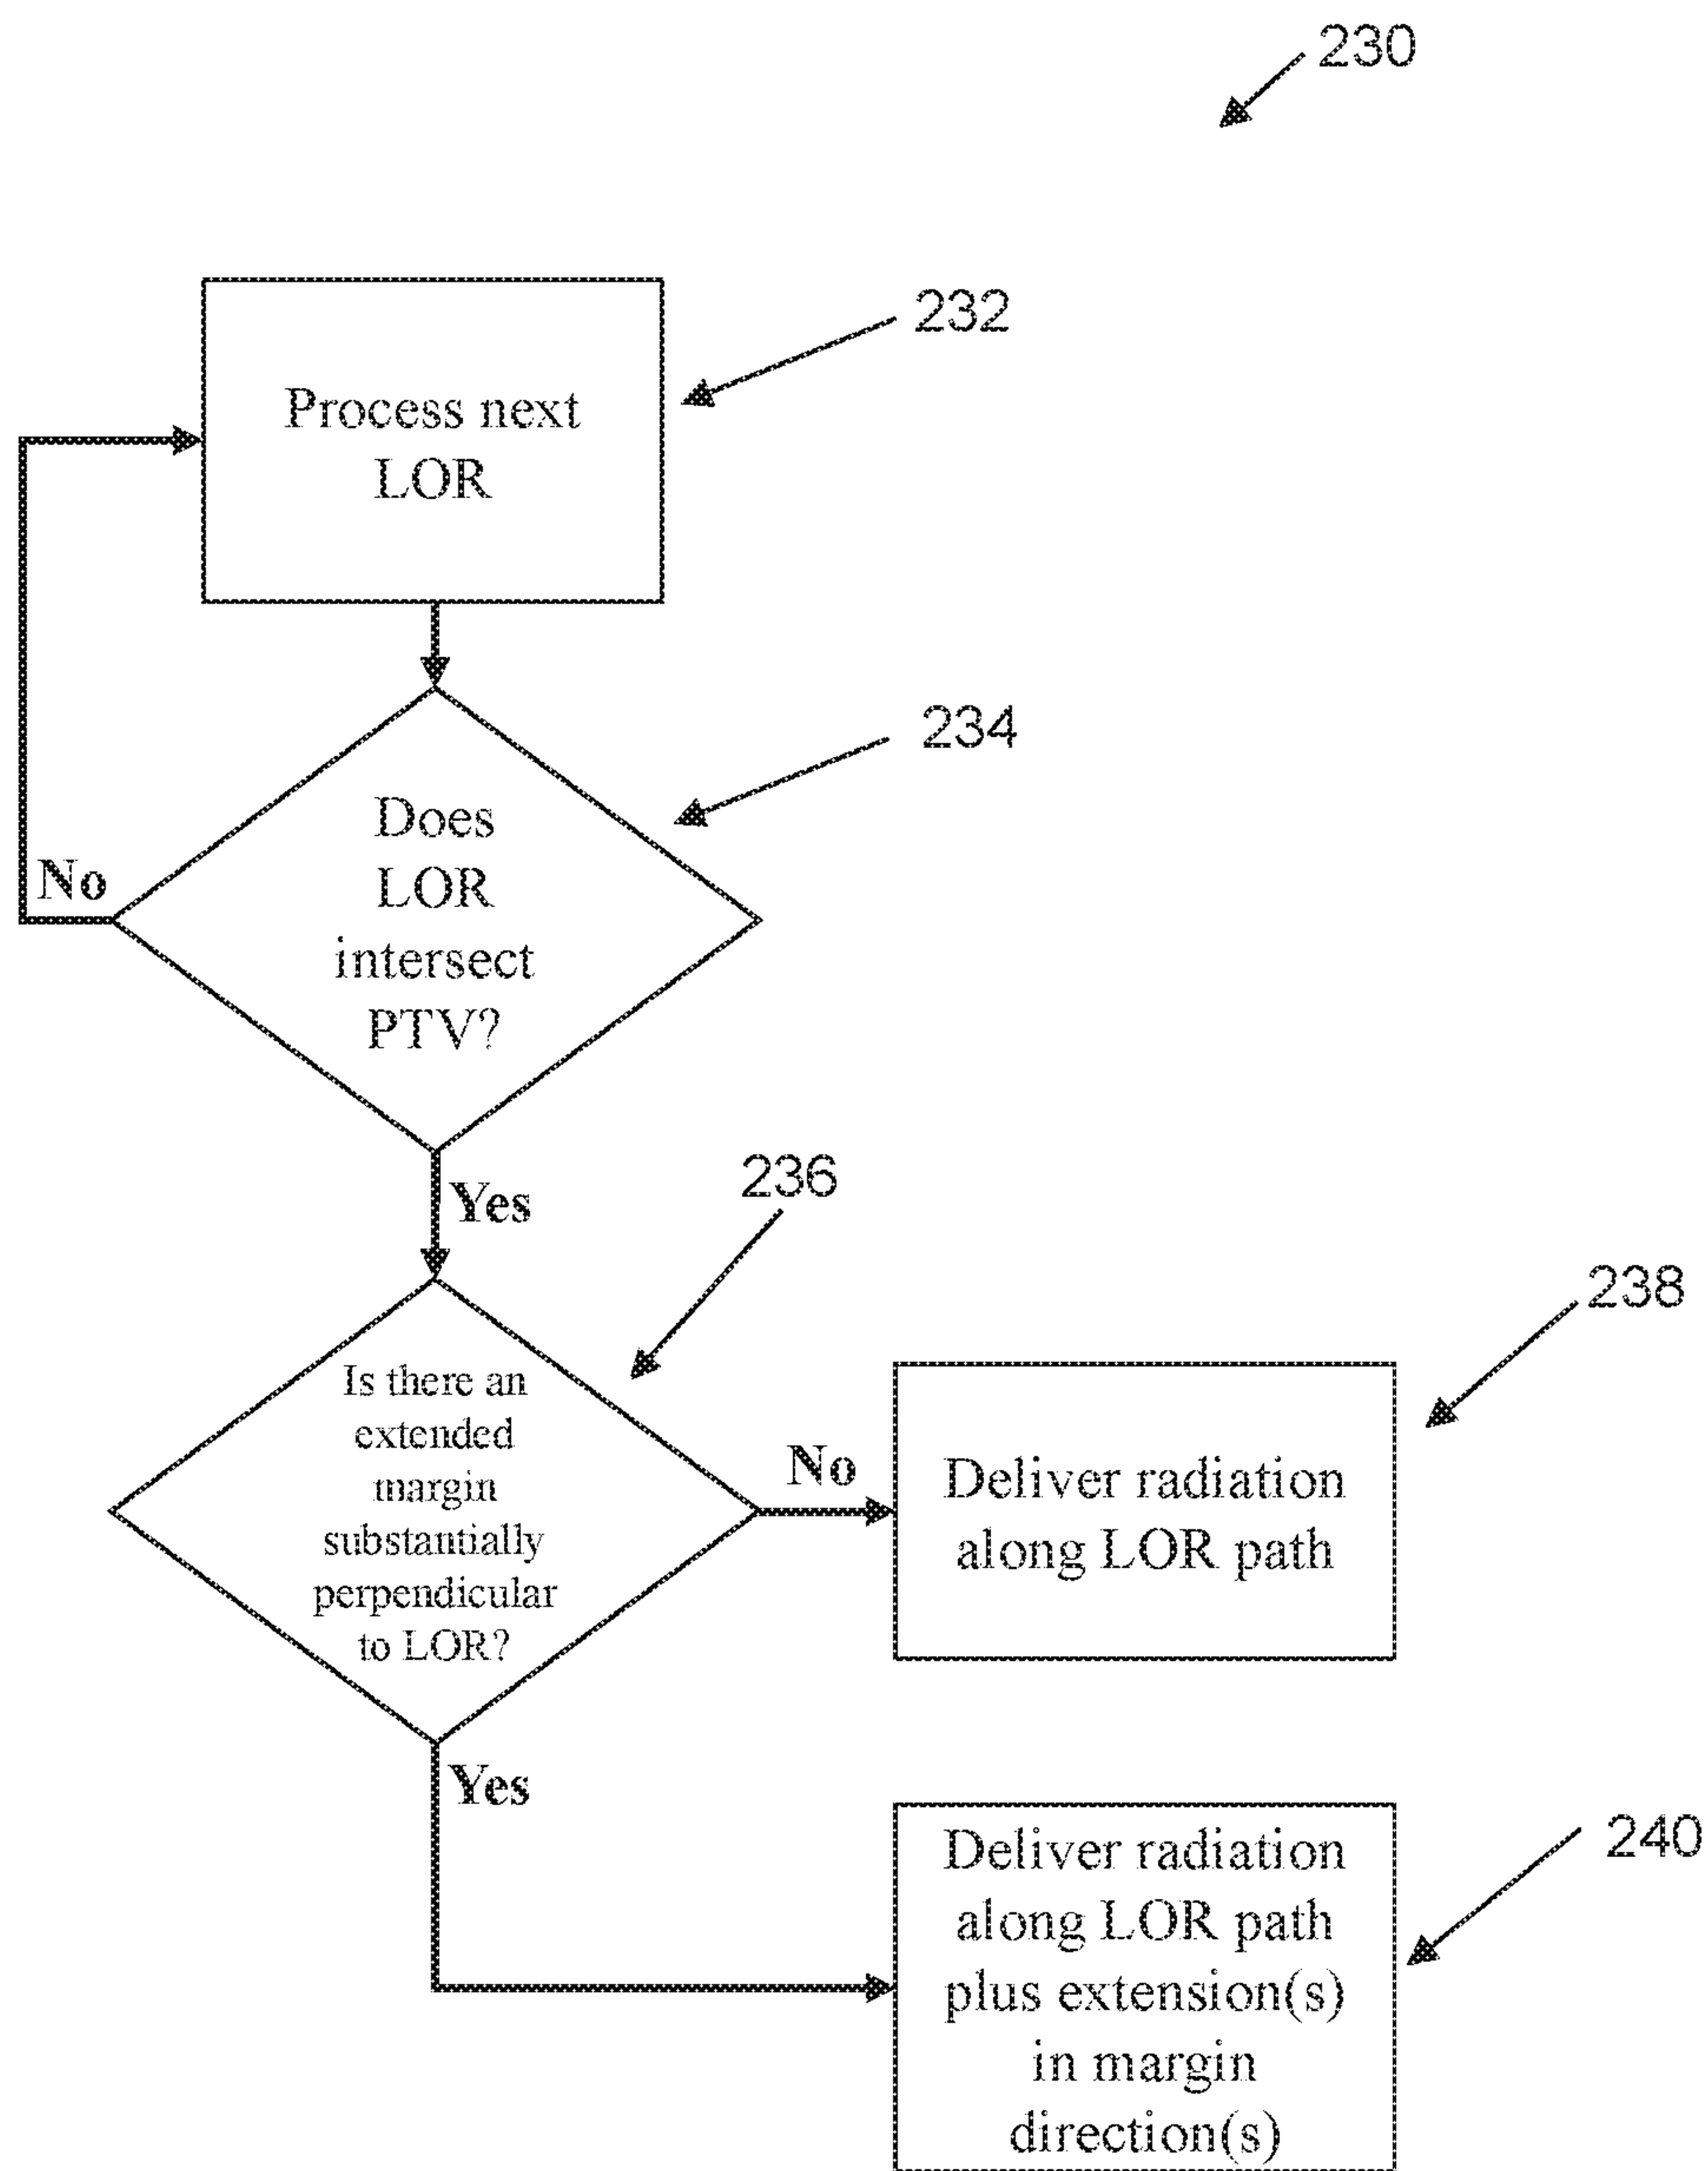 230
232
Process next
LOR
234
Does
LOR
intersect
PTV?
No
Yes
236
Is there an
extended
margin
substantially
perpendicular
to LOR?
No
238
Deliver radiation
along LOR path
Yes
240
Deliver radiation
along LOR path
plus extension(s)
in margin
direction(s)